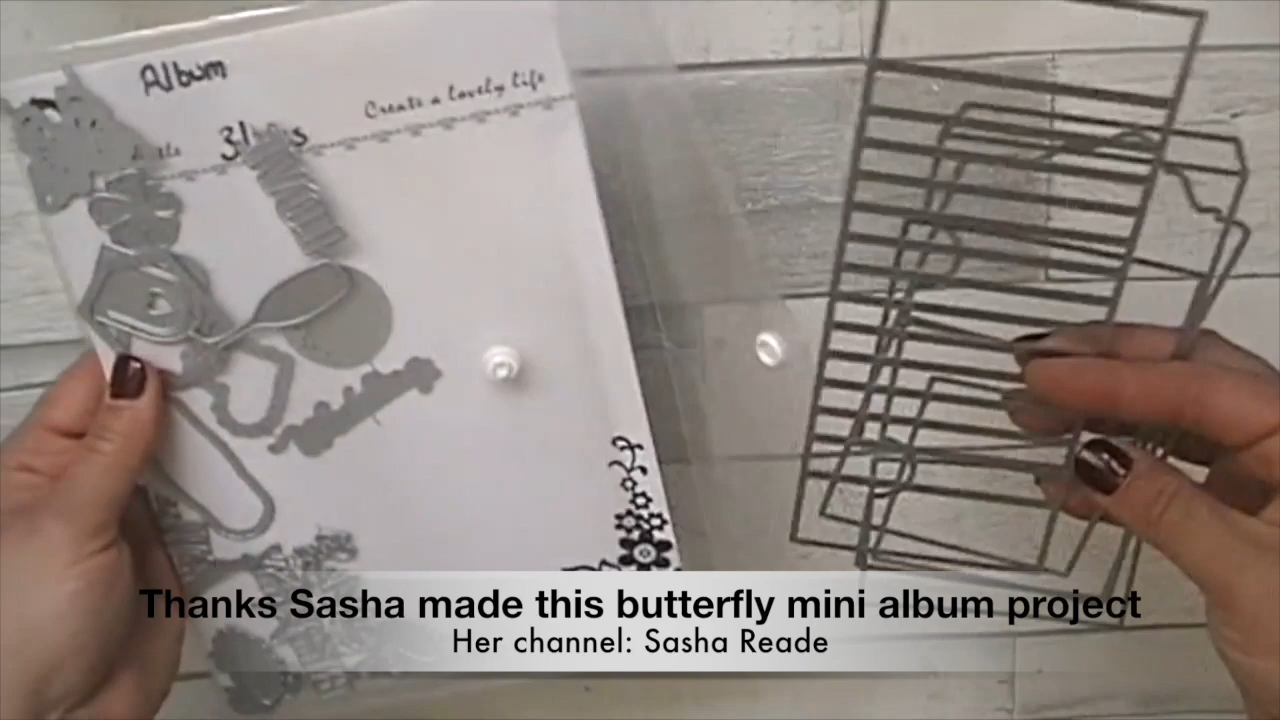 Album
Create a lovely life
Thanks Sasha made this butterfly mini album project
Her channel: Sasha Reade